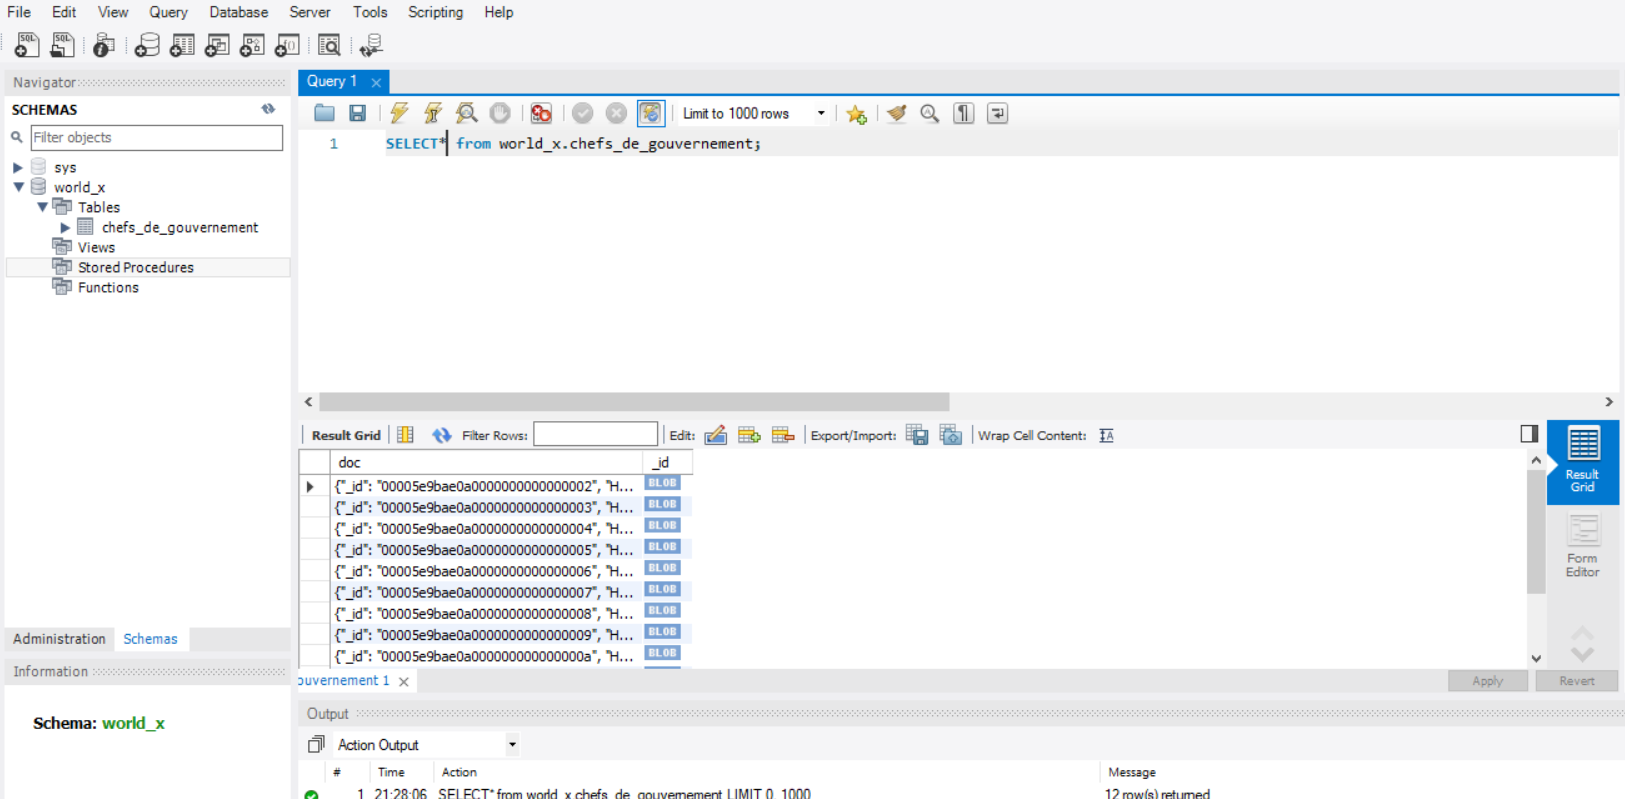 File Edit View Query Database Server Tools Scripting Help
Navigator
SCHEMAS
Filter objects
sys
world_x
Tables
chefs_de_gouvernement
Views
Stored Procedures
Functions
Administration Schemas
Information
Schema: world_x
Query 1
Limit to 1000 rows
1 SELECT* from world_x.chefs_de_gouvernement;
Result Grid Filter Rows: Edit: Export/Import: Wrap Cell Content:
doc _id
{"_id": "00005e9bae0a0000000000000002", "H... BLOB
{"_id": "00005e9bae0a0000000000000003", "H... BLOB
{"_id": "00005e9bae0a0000000000000004", "H... BLOB
{"_id": "00005e9bae0a0000000000000005", "H... BLOB
{"_id": "00005e9bae0a0000000000000006", "H... BLOB
{"_id": "00005e9bae0a0000000000000007", "H... BLOB
{"_id": "00005e9bae0a0000000000000008", "H... BLOB
{"_id": "00005e9bae0a0000000000000009", "H... BLOB
{"_id": "00005e9bae0a000000000000000a", "H... BLOB
Result
Grid
Form
Editor
ouvernement 1
Apply Revert
Output
Action Output
# Time Action Message
1 21:28:06 SELECT* from world_x.chefs_de_gouvernement LIMIT 0, 1000 12 row(s) returned